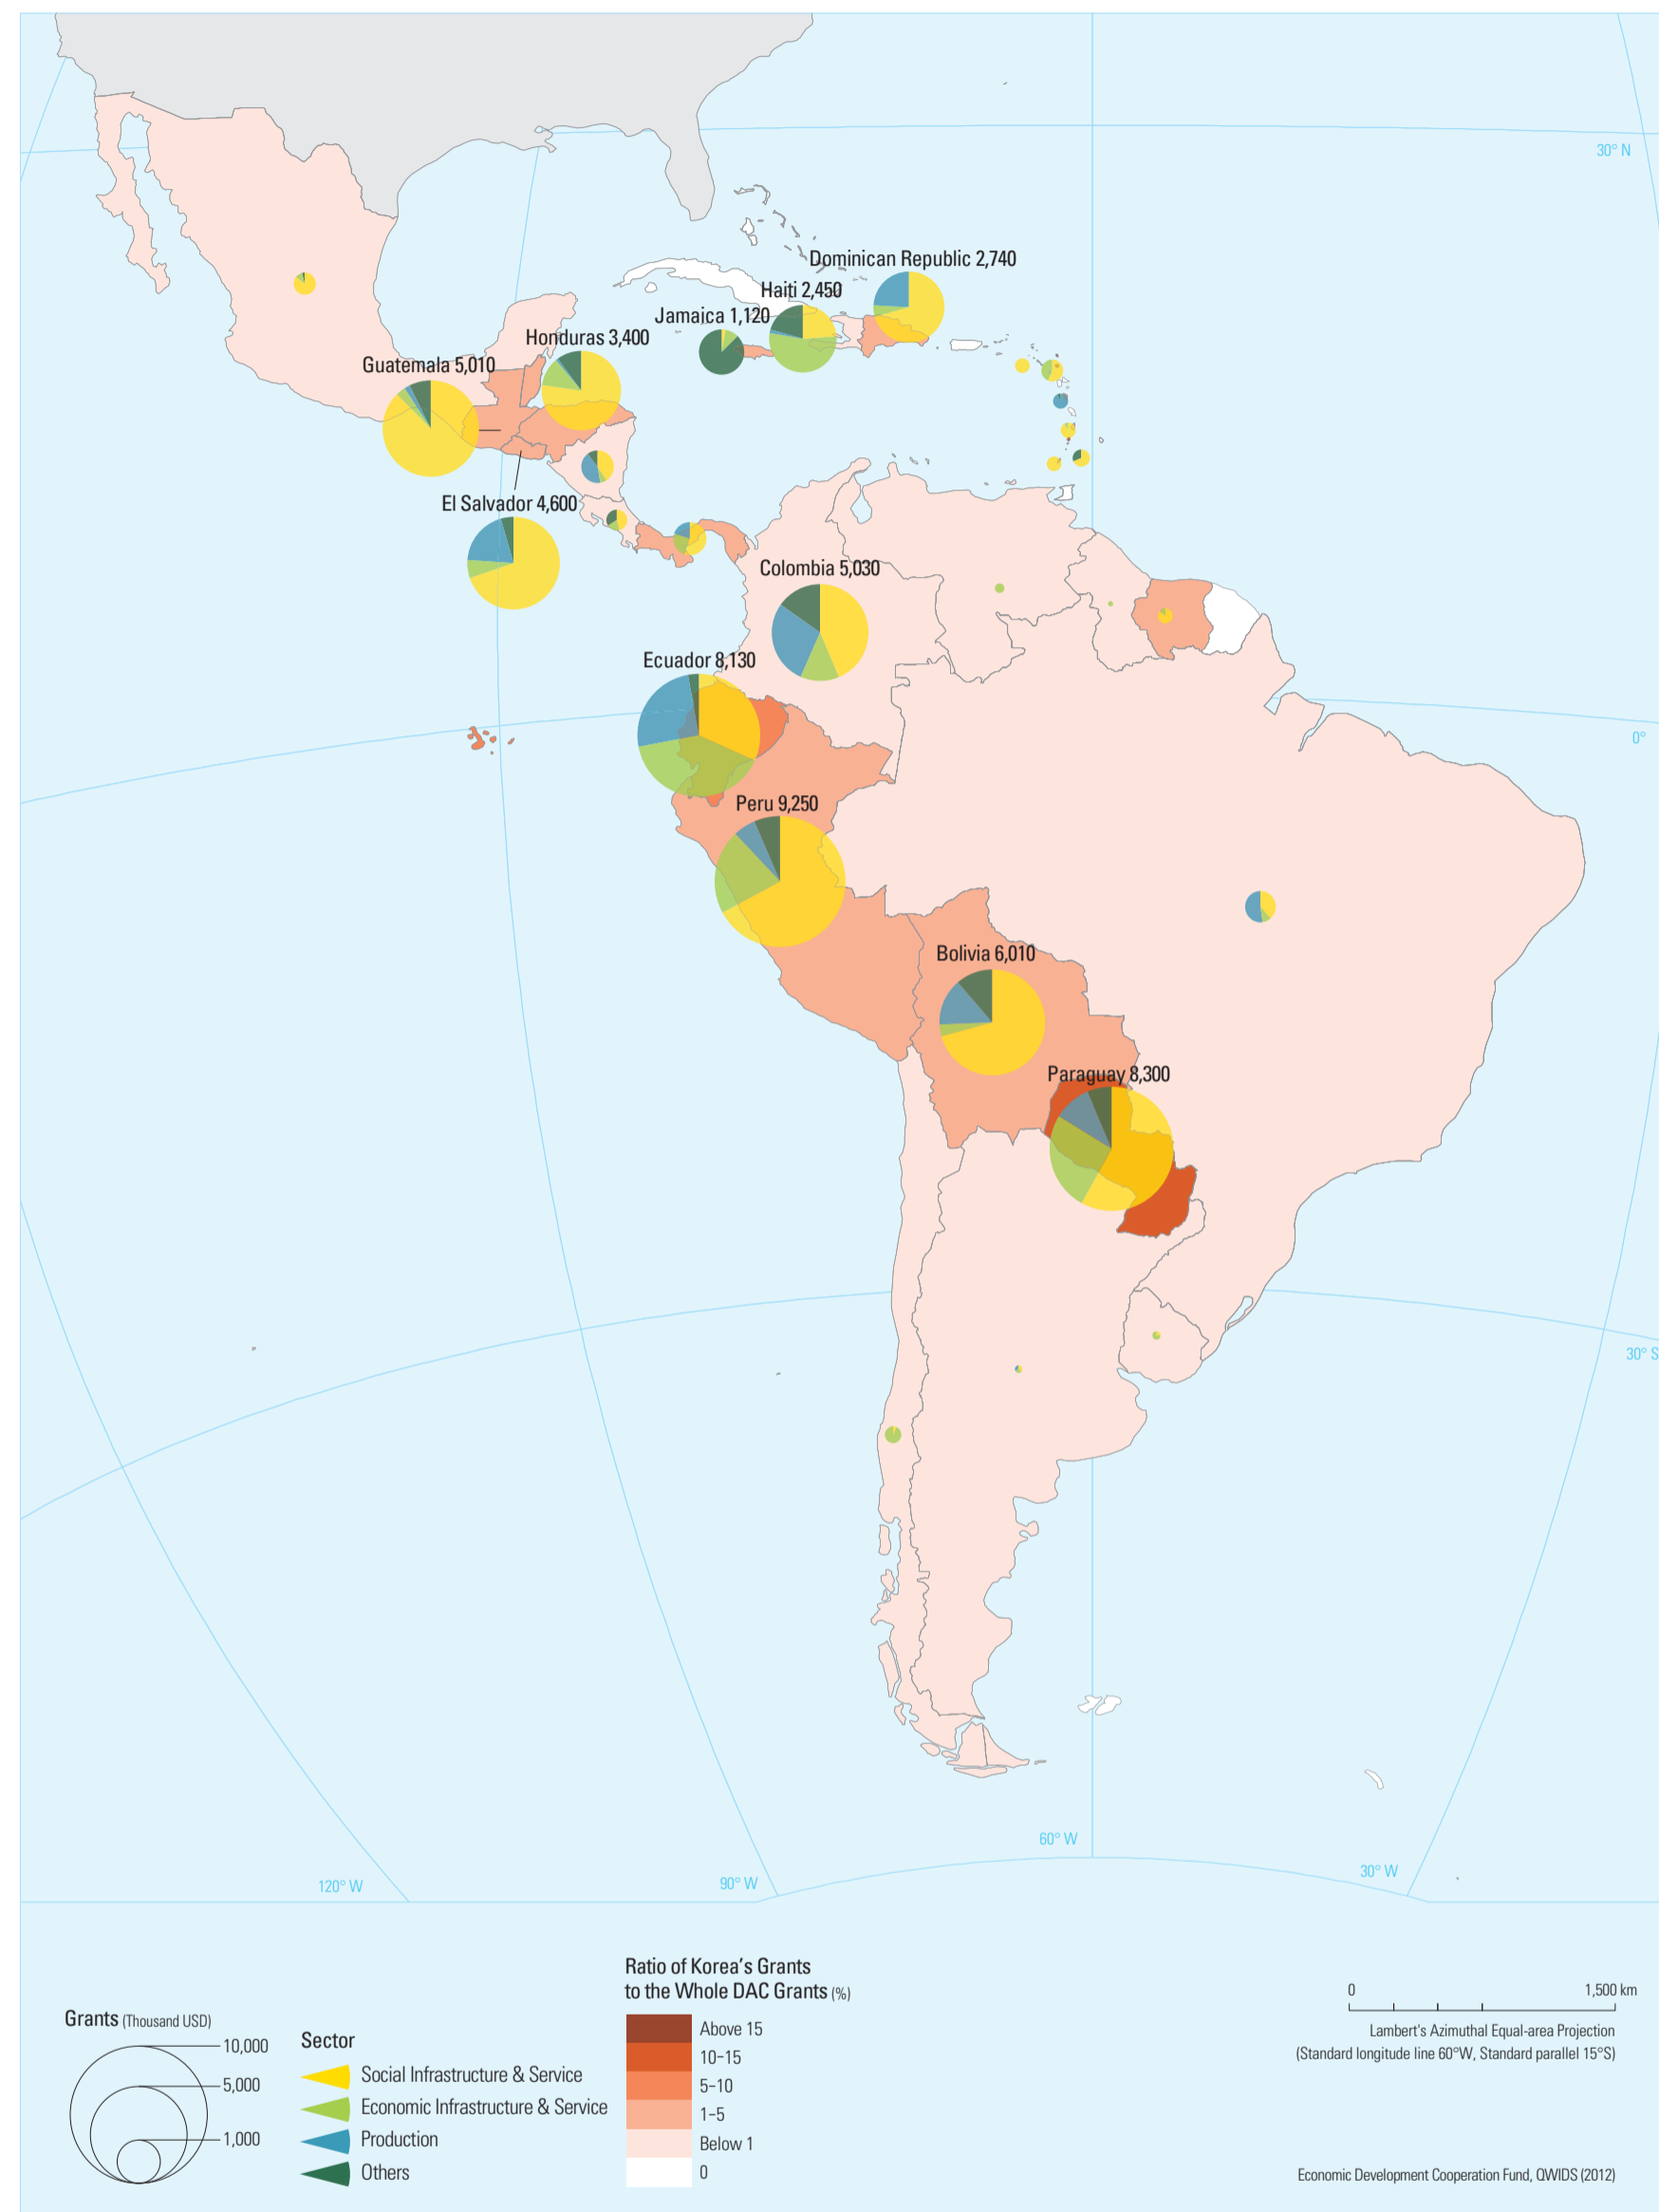 30° N
Dominican Republic 2,740
Haiti 2,450
Jamaica 1,120
Honduras 3,400
Guatemala 5,010
El Salvador 4,600
Colombia 5,030
Ecuador 8,130
0°
Peru 9,250
Bolivia 6,010
Paraguay 8,300
30° S
60° W
30° W
90° W
120° W
Grants (Thousand USD)
10,000
5,000
1,000
Sector
Social Infrastructure & Service
Economic Infrastructure & Service
Production
Others
Ratio of Korea's Grants
to the Whole DAC Grants (%)
Above 15
10-15
5-10
1-5
Below 1
0
0 1,500 km
Lambert's Azimuthal Equal-area Projection
(Standard longitude line 60°W, Standard parallel 15°S)
Economic Development Cooperation Fund, QWIDS (2012)